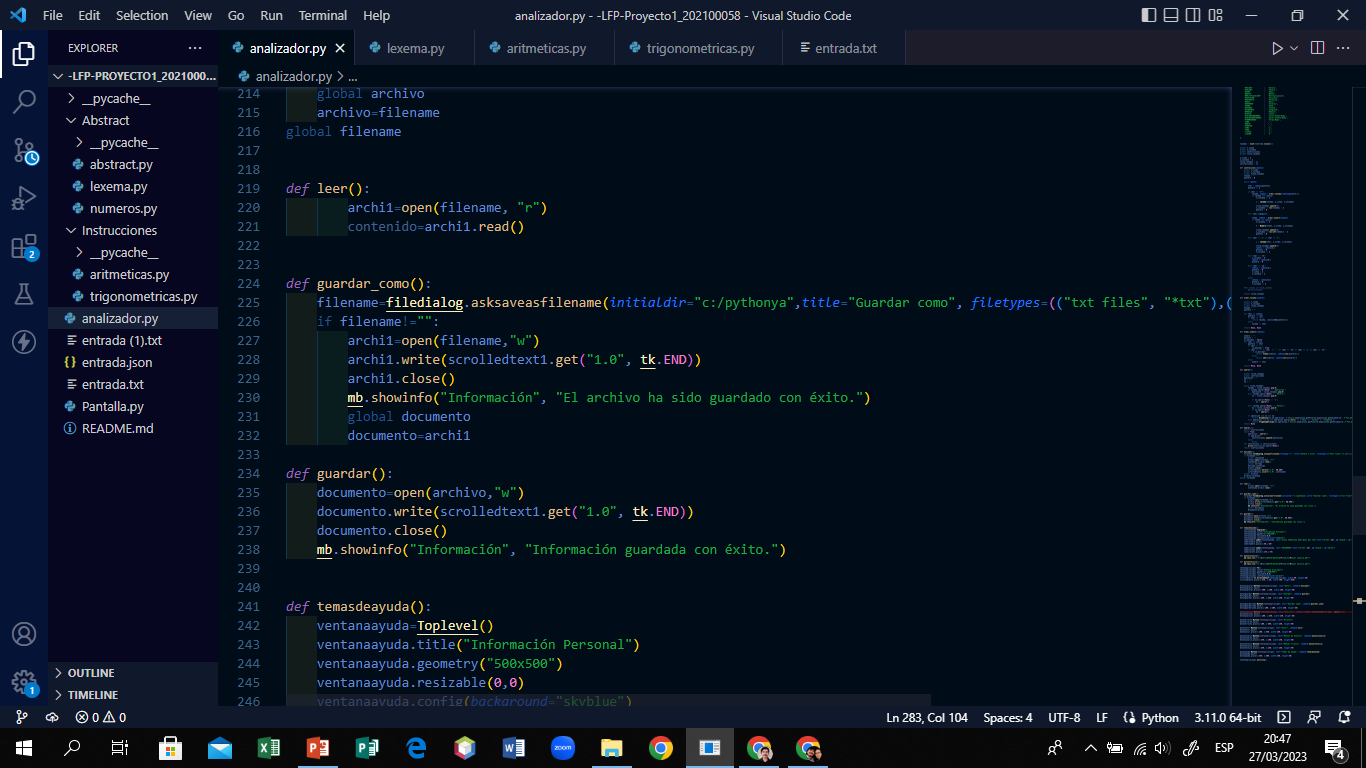 File Edit Selection View Go Run Terminal Help
analizador.py - -LFP-Proyecto1_202100058 - Visual Studio Code
EXPLORER
-LFP-PROYECTO1_202100...
__pycache__
Abstract
__pycache__
abstract.py
lexema.py
numeros.py
Instrucciones
__pycache__
aritmeticas.py
trigonometricas.py
analizador.py
entrada (1).txt
entrada.json
entrada.txt
Pantalla.py
README.md
OUTLINE
TIMELINE
analizador.py lexema.py aritmeticas.py trigonometricas.py entrada.txt
analizador.py > ...
214 global archivo
215 archivo=filename
216 global filename
217
218
219 def leer():
220 archi1=open(filename, "r")
221 contenido=archi1.read()
222
223
224 def guardar_como():
225 filename=filedialog.asksaveasfilename(initialdir="c:/pythonya",title="Guardar como", filetypes=(("txt files", "*txt"),(
226 if filename!="":
227 archi1=open(filename,"w")
228 archi1.write(scrolledtext1.get("1.0", tk.END))
229 archi1.close()
230 mb.showinfo("Información", "El archivo ha sido guardado con éxito.")
231 global documento
232 documento=archi1
233
234 def guardar():
235 documento=open(archivo,"w")
236 documento.write(scrolledtext1.get("1.0", tk.END))
237 documento.close()
238 mb.showinfo("Información", "Información guardada con éxito.")
239
240
241 def temasdeayuda():
242 ventanaayuda=Toplevel()
243 ventanaayuda.title("Información Personal")
244 ventanaayuda.geometry("500x500")
245 ventanaayuda.resizable(0,0)
246 ventanaayuda.config(background="skyblue")
2
1
0 0
Ln 283, Col 104 Spaces: 4 UTF-8 LF Python 3.11.0 64-bit
zoom
ESP
20:47
27/03/2023
4